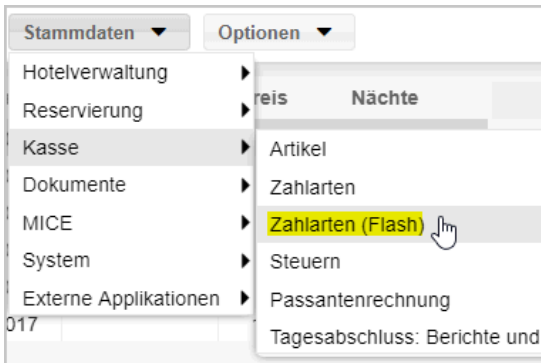 Stammdaten Optionen
Hotelverwaltung
reis Nächte
Reservierung
Kasse
Artikel
Dokumente
Zahlarten
MICE
Zahlarten (Flash)
System
Steuern
Externe Applikationen
Passantenrechnung
017
Tagesabschluss: Berichte und